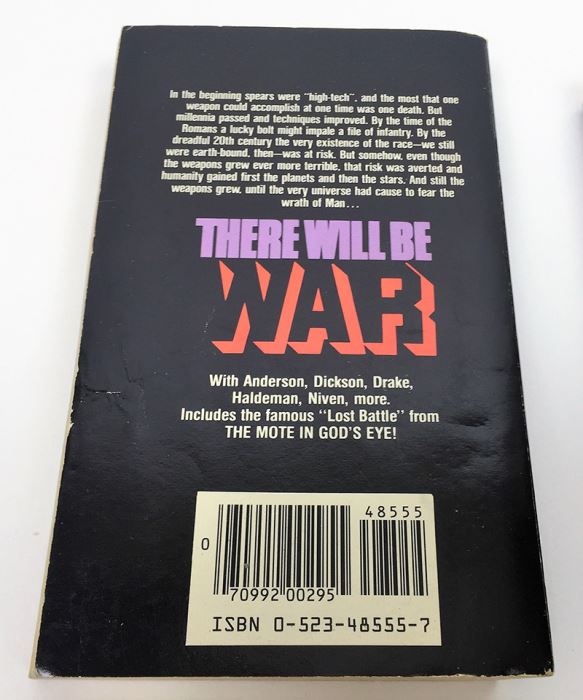 In the beginning spears were "high-tech", and the most that one
weapon could accomplish at one time was one death. But
millennia passed and techniques improved. By the time of the
Romans a lucky bolt might impale a file of infantry. By the
dreadful 20th century the very existence of the race—we still
were earth-bound, then—was at risk. But somehow, even though
the weapons grew ever more terrible, that risk was averted and
humanity gained first the planets and then the stars. And still the
weapons grew, until the very universe had cause to fear the
wrath of Man...
THERE WILL BE
WAR
With Anderson, Dickson, Drake,
Haldeman, Niven, more.
Includes the famous "Lost Battle" from
THE MOTE IN GOD'S EYE!
48555
0
70992 00295
ISBN 0-523-48555-7